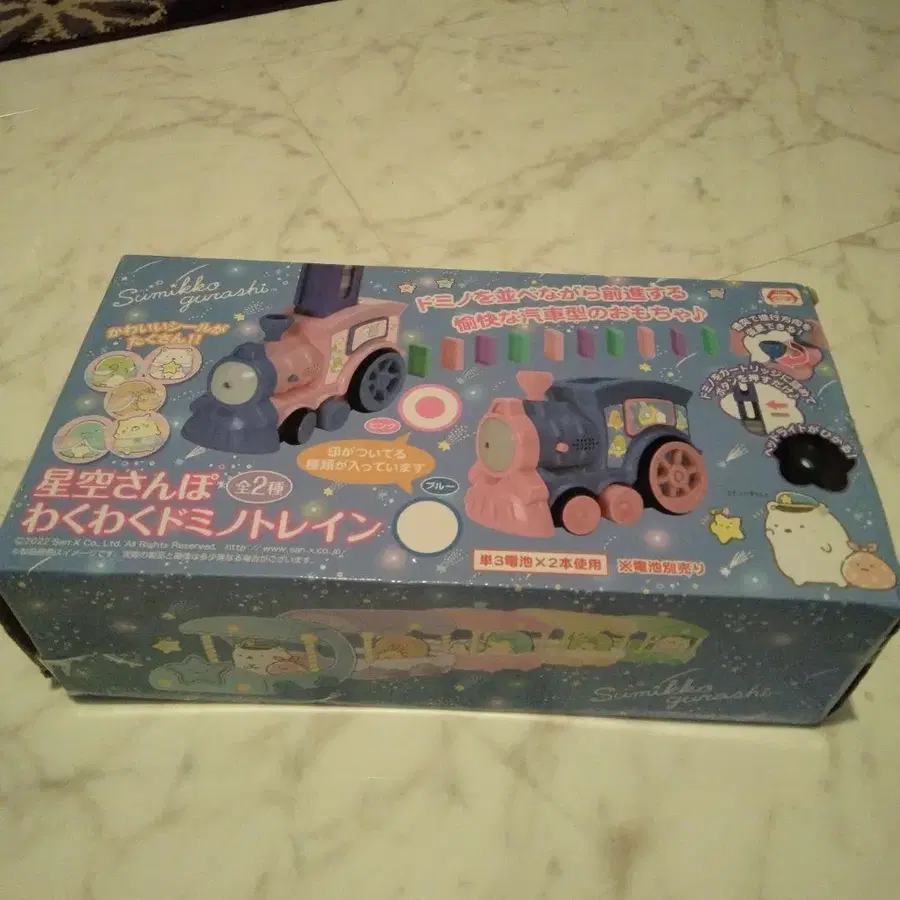 Sumikko
gurashi
かわいいシールが
たくさん!!
ドミノを並べながら前進する
愉快な汽車型のおもちゃ♪
ピンク
印がついてる
種類が入っています
ブルー
星空さんぽ 全2種
わくわくドミノトレイン
©2022 San-X Co., Ltd. All Rights Reserved. http://www.san-x.co.jp/
単3電池×2本使用 ※電池別売り
Sumikko
gurashi